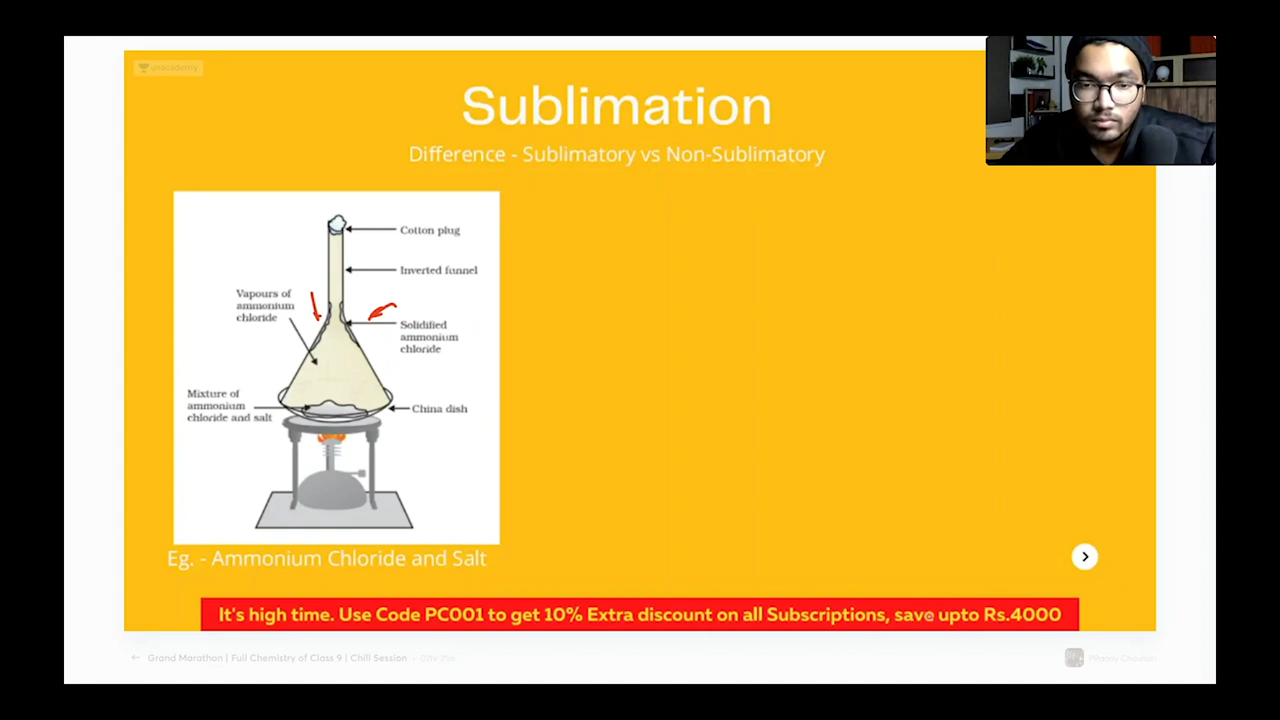 unacademy
Sublimation
Difference - Sublimatory vs Non-Sublimatory
Cotton plug
Inverted funnel
Vapours of
ammonium
chloride
Solidified
ammonium
chloride
Mixture of
ammonium
chloride and salt
China dish
Eg. - Ammonium Chloride and Salt
It's high time. Use Code PC001 to get 10% Extra discount on all Subscriptions, save upto Rs.4000
Grand Marathon | Full Chemistry of Class 9 | Chill Session